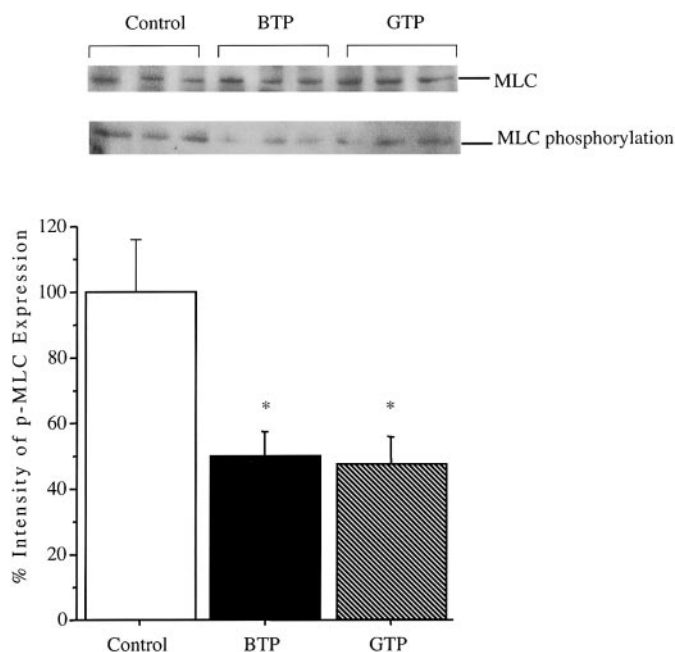 Control BTP GTP
MLC
MLC phosphorylation
% Intensity of p-MLC Expression
120
100
80
60
40
20
0
* *
Control BTP GTP